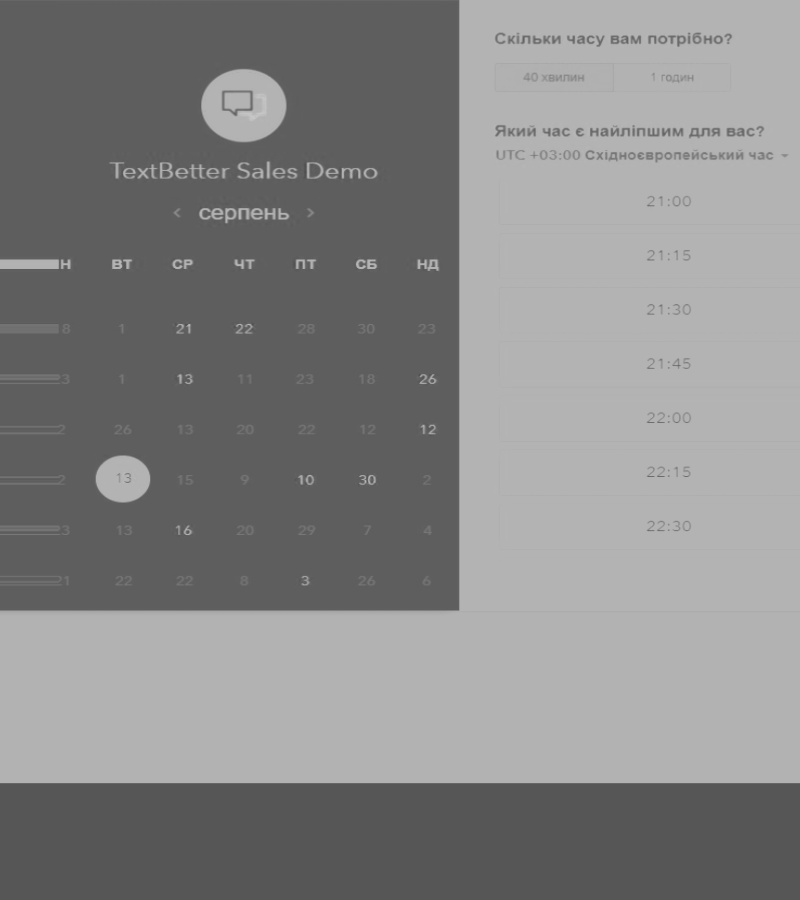 TextBetter Sales Demo
< серпень >
Н ВТ СР ЧТ ПТ СБ НД
8 1 21 22 28 30 23
3 1 13 11 23 18 26
2 26 13 20 22 12 12
2 13 15 9 10 30 2
3 13 16 20 29 7 4
1 22 22 8 3 26 6
Скільки часу вам потрібно?
40 хвилин 1 годин
Який час є найліпшим для вас?
UTC +03:00 Східноєвропейський час
21:00
21:15
21:30
21:45
22:00
22:15
22:30